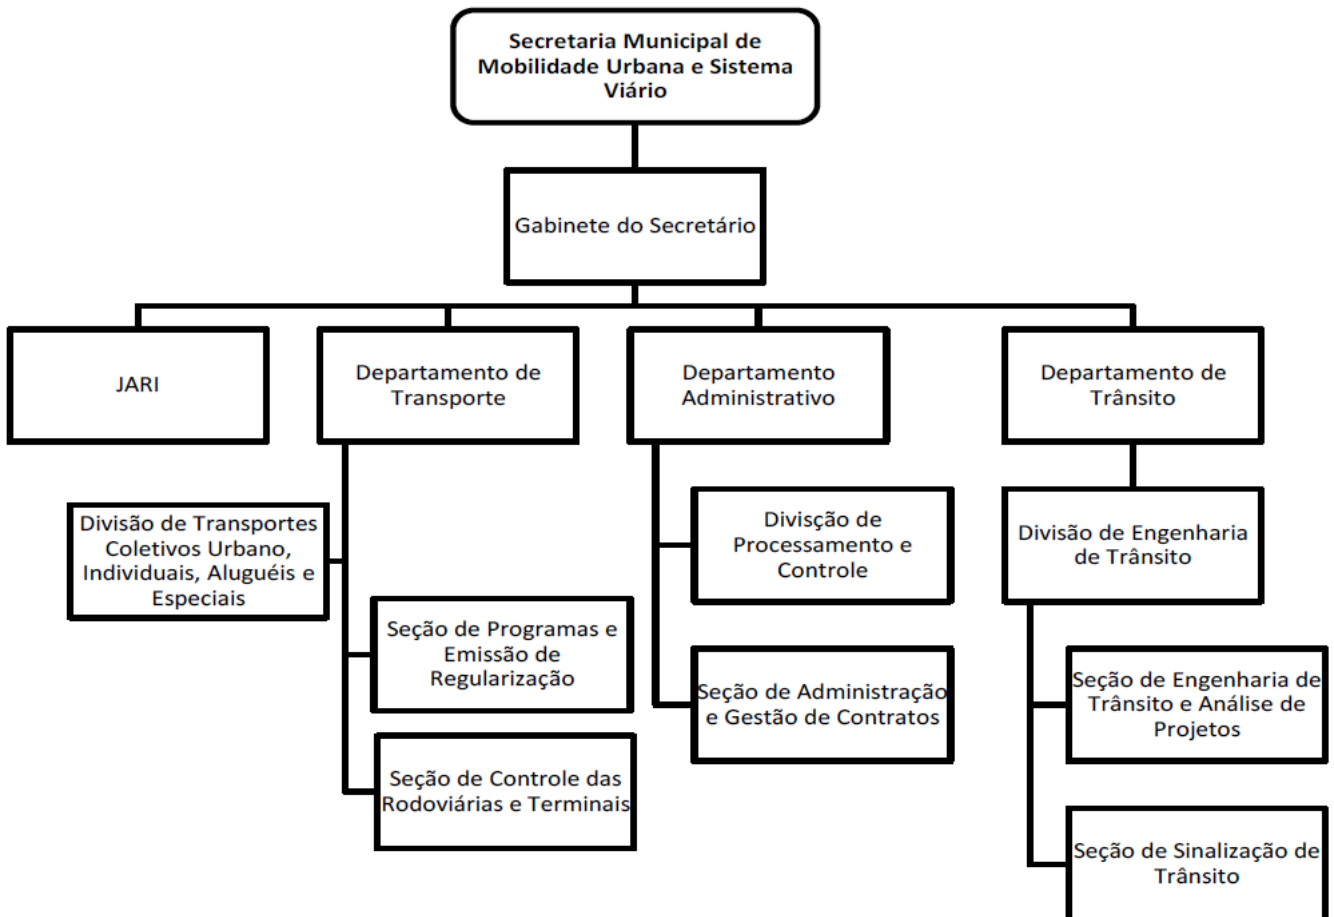 Secretaria Municipal de
Mobilidade Urbana e Sistema
Viário
Gabinete do Secretário
JARI
Departamento de
Transporte
Departamento
Administrativo
Departamento de
Trânsito
Divisão de Transportes
Coletivos Urbano,
Individuais, Aluguéis e
Especiais
Seção de Programas e
Emissão de
Regularização
Seção de Controle das
Rodoviárias e Terminais
Divisção de
Processamento e
Controle
Seção de Administração
e Gestão de Contratos
Divisão de Engenharia
de Trânsito
Seção de Engenharia de
Trânsito e Análise de
Projetos
Seção de Sinalização de
Trânsito